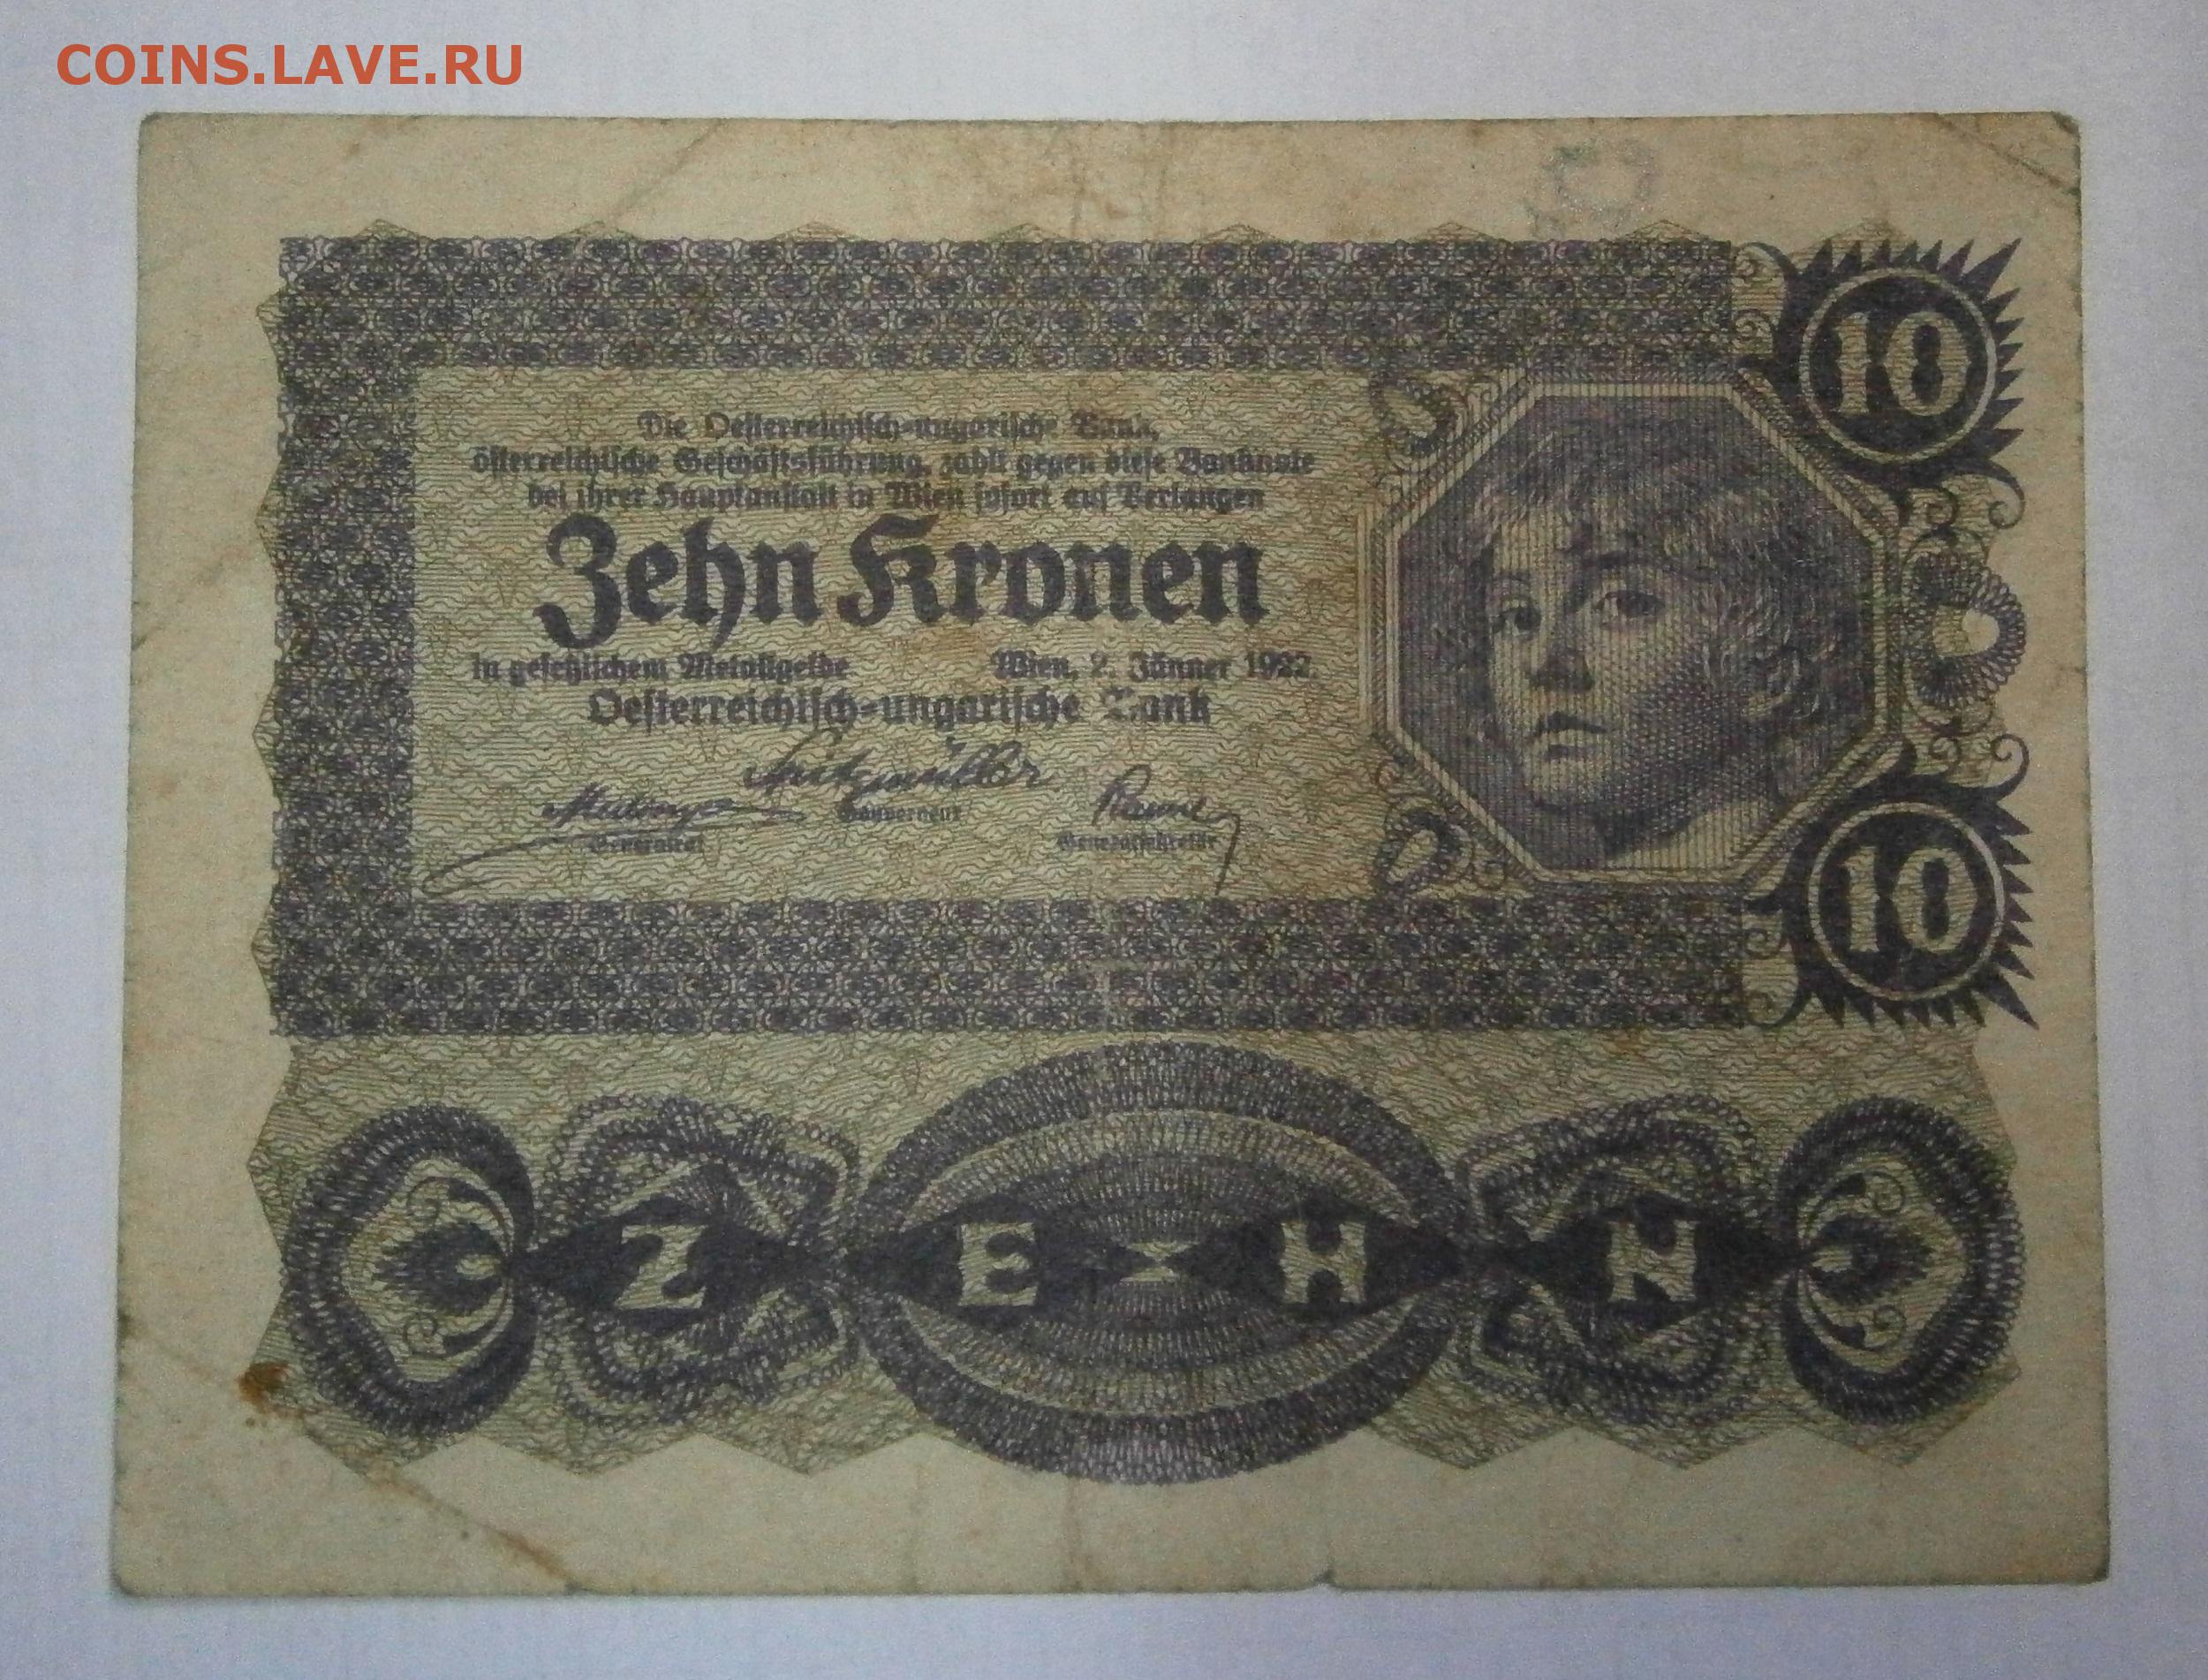 COINS.LAVE.RU
10
Die Oesterreichisch-ungarische Bank,
österreichische Geschäftsführung, zahlt gegen diese Banknote
bei ihrer Hauptanstalt in Wien sofort auf Verlangen
Zehn Kronen
in gesetzlichem Metallgelde Wien, 2. Jänner 1922
Oesterreichisch-ungarische Bank
Gouverneur
Generalrat Generalsekretär
10
ZEHN